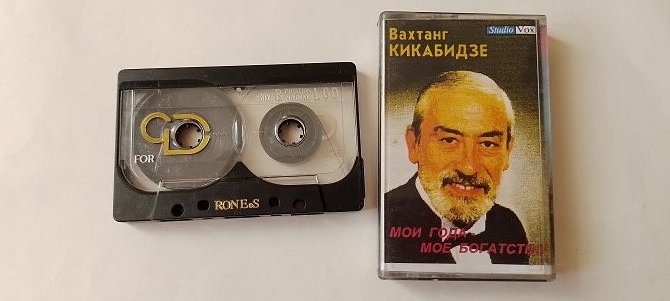 CD
FOR
RONEeS
Вахтанг
КИКАБИДЗЕ
Studio Vox
МОИ ГОДА
МОЕ БОГАТСТВО